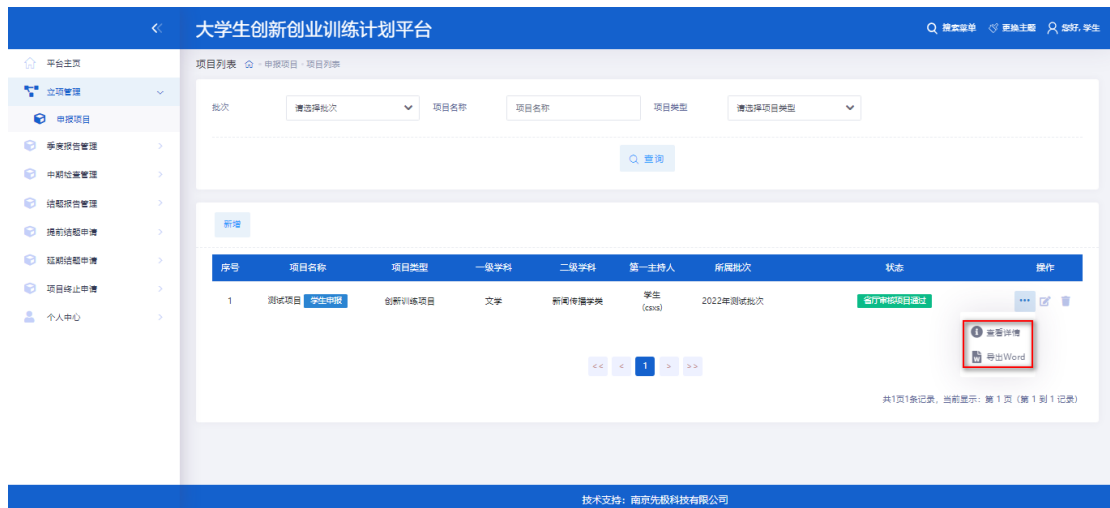 大学生创新创业训练计划平台
搜索菜单 更换主题 您好, 学生
平台主页
立项管理
申报项目
季度报告管理
中期检查管理
结题报告管理
提前结题申请
延期结题申请
项目终止申请
个人中心
项目列表 - 申报项目 - 项目列表
批次 请选择批次 项目名称 项目名称 项目类型 请选择项目类型
查询
新增
序号 项目名称 项目类型 一级学科 二级学科 第一主持人 所属批次 状态 操作
1 测试项目 学生申报 创新训练项目 文学 新闻传播学类 学生 2022年测试批次 省厅审核项目通过
(csxs)
查看详情
导出Word
<< < 1 > >>
共1页1条记录, 当前显示: 第 1 页 (第 1 到 1 记录)
技术支持: 南京先极科技有限公司